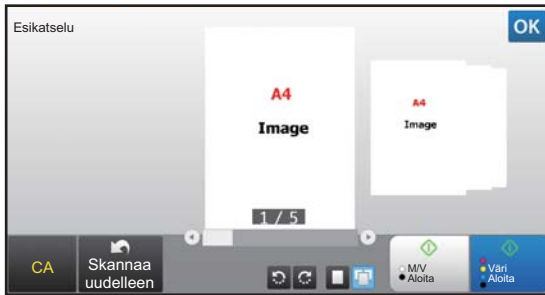 Esikatselu
OK
A4
Image
A4
Image
1 / 5
CA
Skannaa
uudelleen
M/V
Aloita
Väri
Aloita